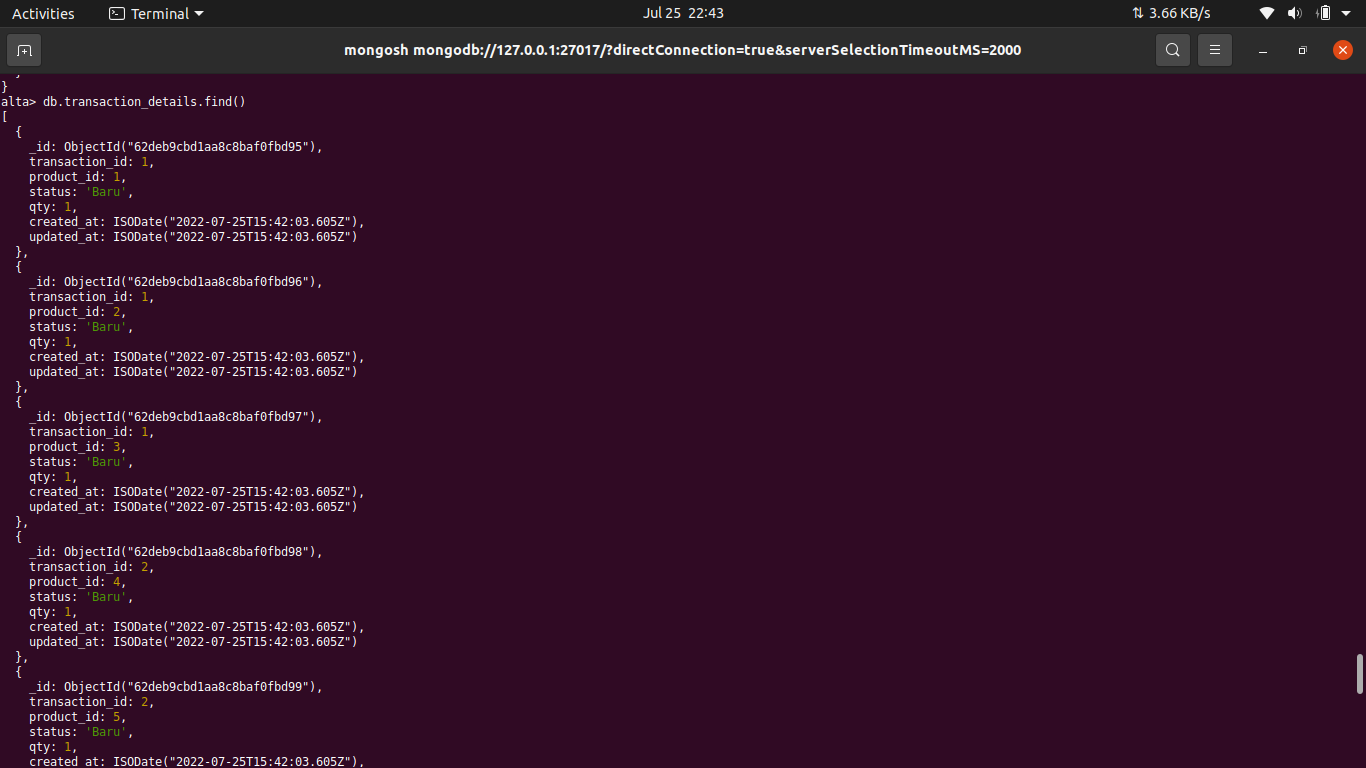 Activities Terminal Jul 25 22:43 3.66 KB/s
mongosh mongodb://127.0.0.1:27017/?directConnection=true&serverSelectionTimeoutMS=2000
}
alta> db.transaction_details.find()
[
  {
    _id: ObjectId("62deb9cbd1aa8c8baf0fbd95"),
    transaction_id: 1,
    product_id: 1,
    status: 'Baru',
    qty: 1,
    created_at: ISODate("2022-07-25T15:42:03.605Z"),
    updated_at: ISODate("2022-07-25T15:42:03.605Z")
  },
  {
    _id: ObjectId("62deb9cbd1aa8c8baf0fbd96"),
    transaction_id: 1,
    product_id: 2,
    status: 'Baru',
    qty: 1,
    created_at: ISODate("2022-07-25T15:42:03.605Z"),
    updated_at: ISODate("2022-07-25T15:42:03.605Z")
  },
  {
    _id: ObjectId("62deb9cbd1aa8c8baf0fbd97"),
    transaction_id: 1,
    product_id: 3,
    status: 'Baru',
    qty: 1,
    created_at: ISODate("2022-07-25T15:42:03.605Z"),
    updated_at: ISODate("2022-07-25T15:42:03.605Z")
  },
  {
    _id: ObjectId("62deb9cbd1aa8c8baf0fbd98"),
    transaction_id: 2,
    product_id: 4,
    status: 'Baru',
    qty: 1,
    created_at: ISODate("2022-07-25T15:42:03.605Z"),
    updated_at: ISODate("2022-07-25T15:42:03.605Z")
  },
  {
    _id: ObjectId("62deb9cbd1aa8c8baf0fbd99"),
    transaction_id: 2,
    product_id: 5,
    status: 'Baru',
    qty: 1,
    created_at: ISODate("2022-07-25T15:42:03.605Z"),